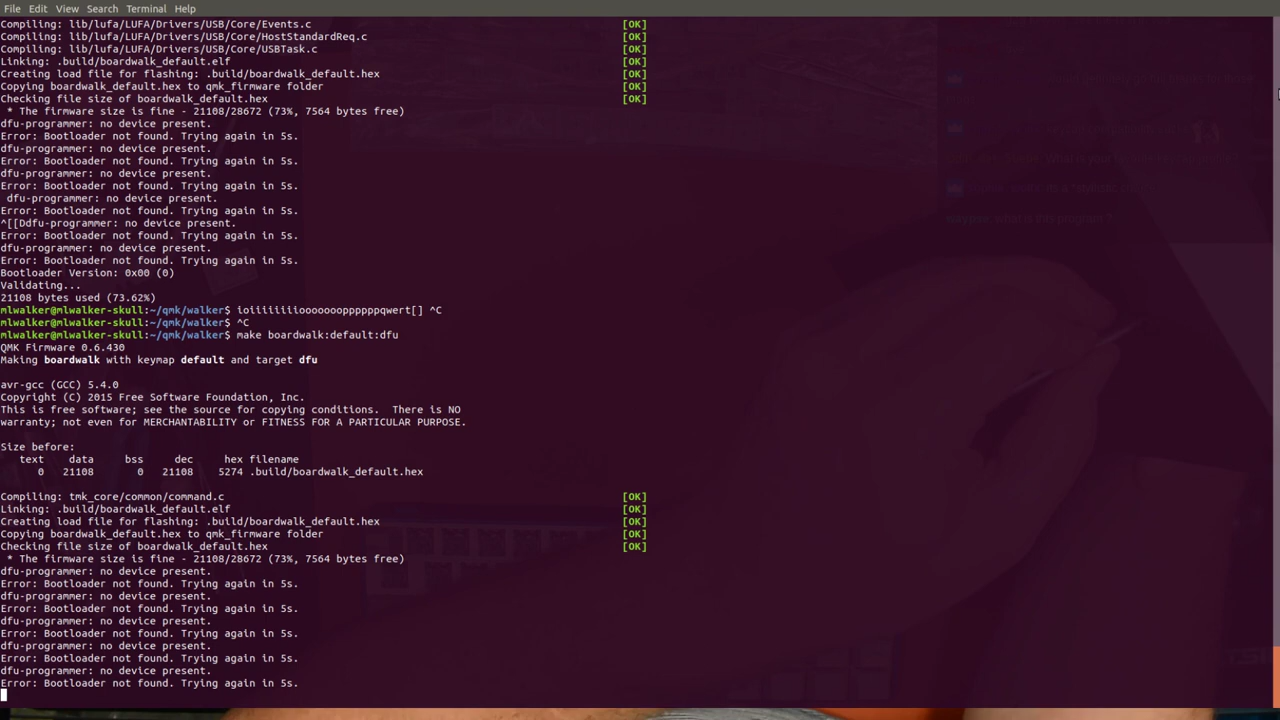 File Edit View Search Terminal Help
Compiling: lib/lufa/LUFA/Drivers/USB/Core/Events.c [OK]
Compiling: lib/lufa/LUFA/Drivers/USB/Core/HostStandardReq.c [OK]
Compiling: lib/lufa/LUFA/Drivers/USB/Core/USBTask.c [OK]
Linking: .build/boardwalk_default.elf [OK]
Creating load file for flashing: .build/boardwalk_default.hex [OK]
Copying boardwalk_default.hex to qmk_firmware folder [OK]
Checking file size of boardwalk_default.hex [OK]
* The firmware size is fine - 21108/28672 (73%, 7564 bytes free)
dfu-programmer: no device present.
Error: Bootloader not found. Trying again in 5s.
dfu-programmer: no device present.
Error: Bootloader not found. Trying again in 5s.
dfu-programmer: no device present.
Error: Bootloader not found. Trying again in 5s.
dfu-programmer: no device present.
Error: Bootloader not found. Trying again in 5s.
^[[Ddfu-programmer: no device present.
Error: Bootloader not found. Trying again in 5s.
dfu-programmer: no device present.
Error: Bootloader not found. Trying again in 5s.
Bootloader Version: 0x00 (0)
Validating...
21108 bytes used (73.62%)
mlwalker@mlwalker-skull:~/qmk/walker$ ioiiiiiiiioooooooppppppqwert[] ^C
mlwalker@mlwalker-skull:~/qmk/walker$ ^C
mlwalker@mlwalker-skull:~/qmk/walker$ make boardwalk:default:dfu
QMK Firmware 0.6.430
Making boardwalk with keymap default and target dfu
avr-gcc (GCC) 5.4.0
Copyright (C) 2015 Free Software Foundation, Inc.
This is free software; see the source for copying conditions. There is NO
warranty; not even for MERCHANTABILITY or FITNESS FOR A PARTICULAR PURPOSE.
Size before:
text data bss dec hex filename
0 21108 0 21108 5274 .build/boardwalk_default.hex
Compiling: tmk_core/common/command.c [OK]
Linking: .build/boardwalk_default.elf [OK]
Creating load file for flashing: .build/boardwalk_default.hex [OK]
Copying boardwalk_default.hex to qmk_firmware folder [OK]
Checking file size of boardwalk_default.hex [OK]
* The firmware size is fine - 21108/28672 (73%, 7564 bytes free)
dfu-programmer: no device present.
Error: Bootloader not found. Trying again in 5s.
dfu-programmer: no device present.
Error: Bootloader not found. Trying again in 5s.
dfu-programmer: no device present.
Error: Bootloader not found. Trying again in 5s.
dfu-programmer: no device present.
Error: Bootloader not found. Trying again in 5s.
dfu-programmer: no device present.
Error: Bootloader not found. Trying again in 5s.